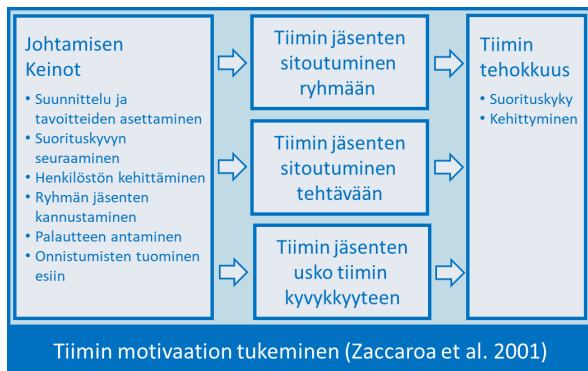 Johtamisen
Keinot
• Suunnittelu ja
tavoitteiden asettaminen
• Suorituskyvyn
seuraaminen
• Henkilöstön kehittäminen
• Ryhmän jäsenten
kannustaminen
• Palautteen antaminen
• Onnistumisten tuominen
esiin
Tiimin jäsenten
sitoutuminen
ryhmään
Tiimin jäsenten
sitoutuminen
tehtävään
Tiimin jäsenten
usko tiimin
kyvykkyyteen
Tiimin
tehokkuus
• Suorituskyky
• Kehittyminen
Tiimin motivaation tukeminen (Zaccaroa et al. 2001)